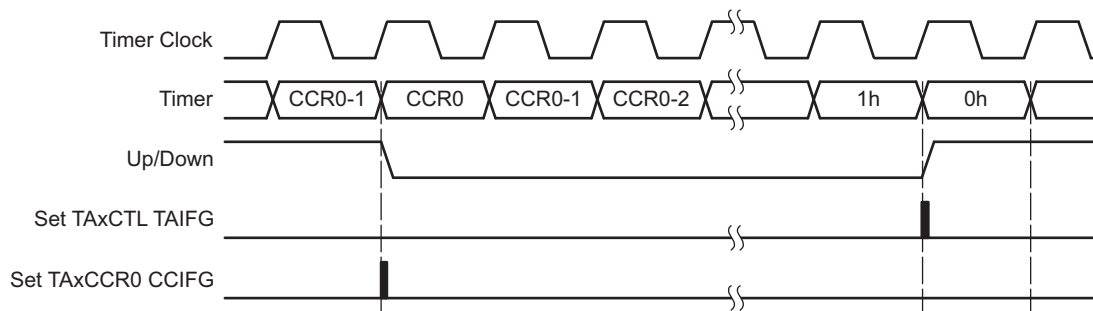 Timer Clock
Timer CCR0-1 CCR0 CCR0-1 CCR0-2 1h 0h
Up/Down
Set TAxCTL TAIFG
Set TAxCCR0 CCIFG